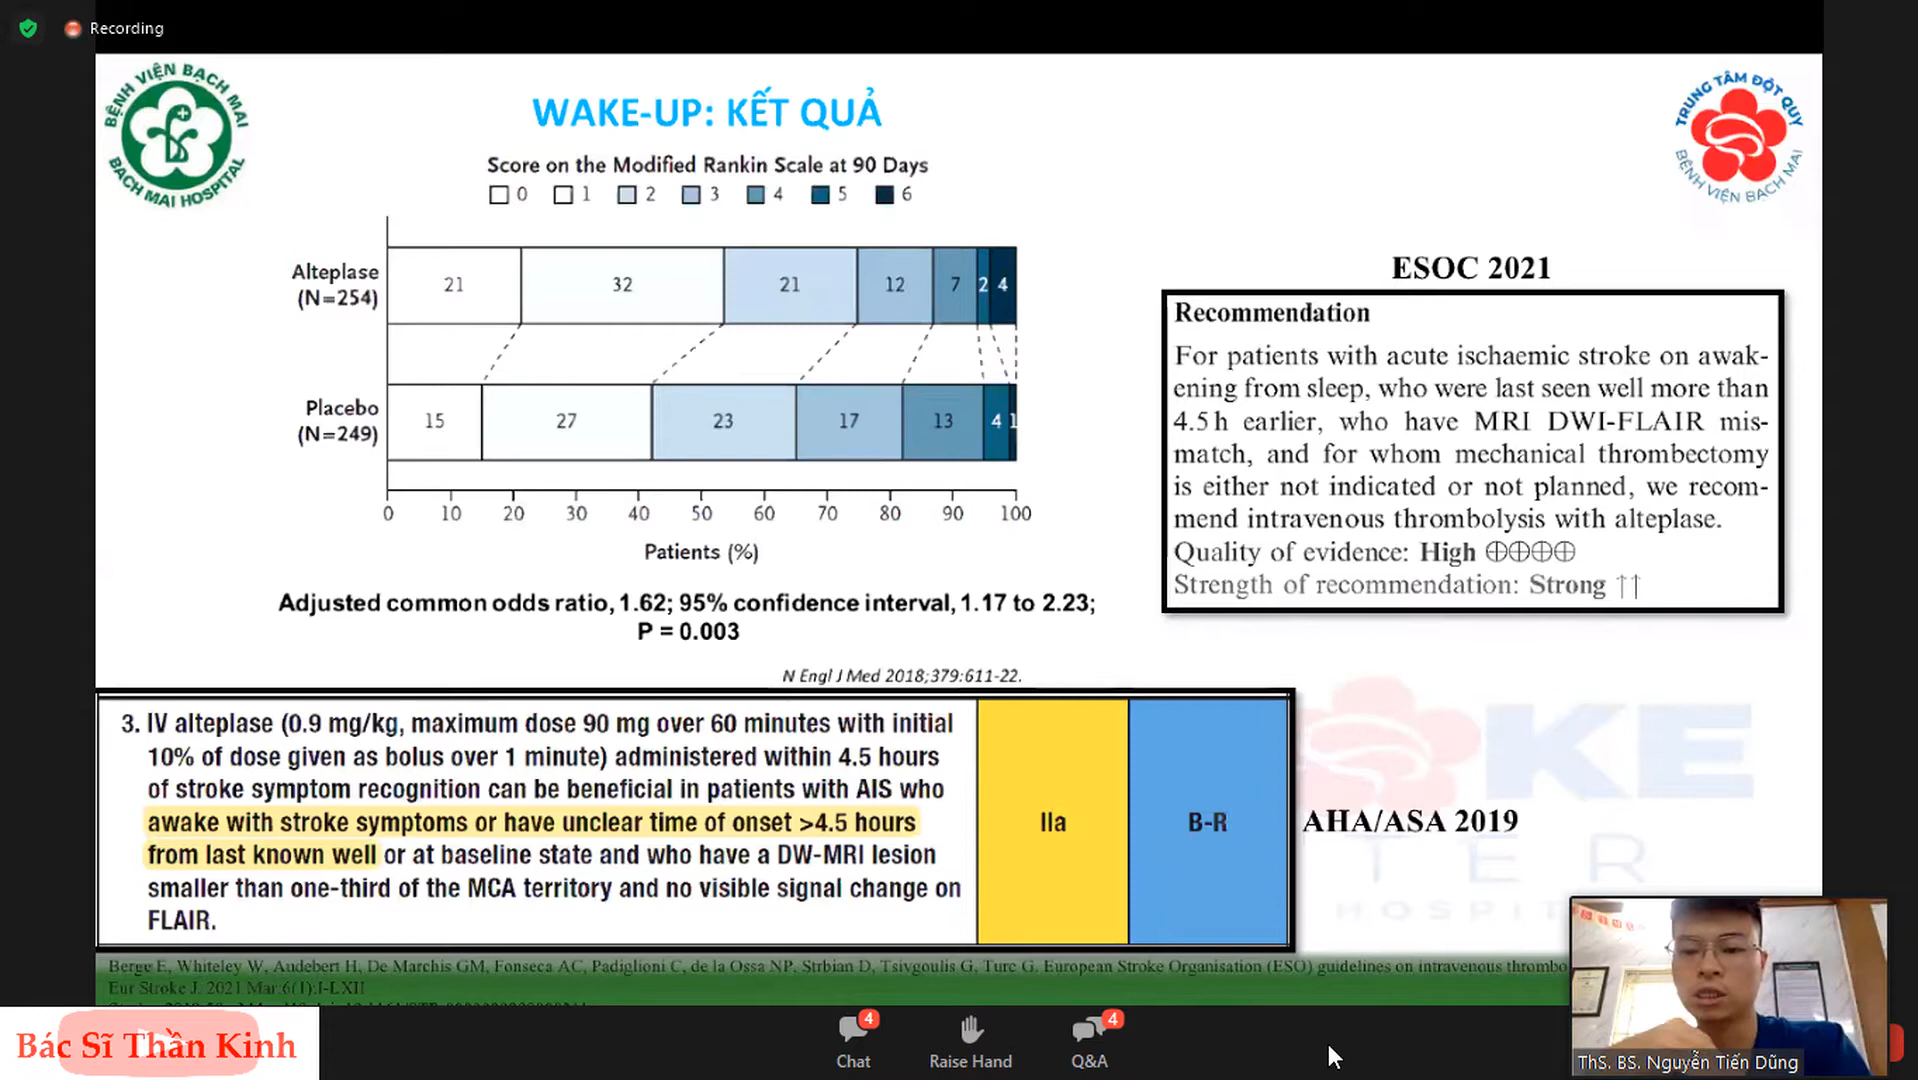 Recording
BỆNH VIỆN BẠCH MAI
BACH MAI HOSPITAL
WAKE-UP: KẾT QUẢ
TRUNG TÂM ĐỘT QUỴ
BỆNH VIỆN BẠCH MAI
Score on the Modified Rankin Scale at 90 Days
0 1 2 3 4 5 6
Alteplase
(N=254)
21 32 21 12 7 2 4
Placebo
(N=249)
15 27 23 17 13 4 1
0 10 20 30 40 50 60 70 80 90 100
Patients (%)
Adjusted common odds ratio, 1.62; 95% confidence interval, 1.17 to 2.23;
P = 0.003
N Engl J Med 2018;379:611-22.
ESOC 2021
Recommendation
For patients with acute ischaemic stroke on awak-
ening from sleep, who were last seen well more than
4.5 h earlier, who have MRI DWI-FLAIR mis-
match, and for whom mechanical thrombectomy
is either not indicated or not planned, we recom-
mend intravenous thrombolysis with alteplase.
Quality of evidence: High ⊕⊕⊕⊕
Strength of recommendation: Strong ↑↑
3. IV alteplase (0.9 mg/kg, maximum dose 90 mg over 60 minutes with initial
10% of dose given as bolus over 1 minute) administered within 4.5 hours
of stroke symptom recognition can be beneficial in patients with AIS who
awake with stroke symptoms or have unclear time of onset >4.5 hours
from last known well or at baseline state and who have a DW-MRI lesion
smaller than one-third of the MCA territory and no visible signal change on
FLAIR.
IIa
B-R
AHA/ASA 2019
KE
TER
HOSPIT
Berge E, Whiteley W, Audebert H, De Marchis GM, Fonseca AC, Padiglioni C, de la Ossa NP, Strbian D, Tsivgoulis G, Turc G. European Stroke Organisation (ESO) guidelines on intravenous thrombo
Eur Stroke J. 2021 Mar;6(1):I-LXII
Bác Sĩ Thần Kinh
4
Chat
Raise Hand
4
Q&A
ThS. BS. Nguyễn Tiến Dũng